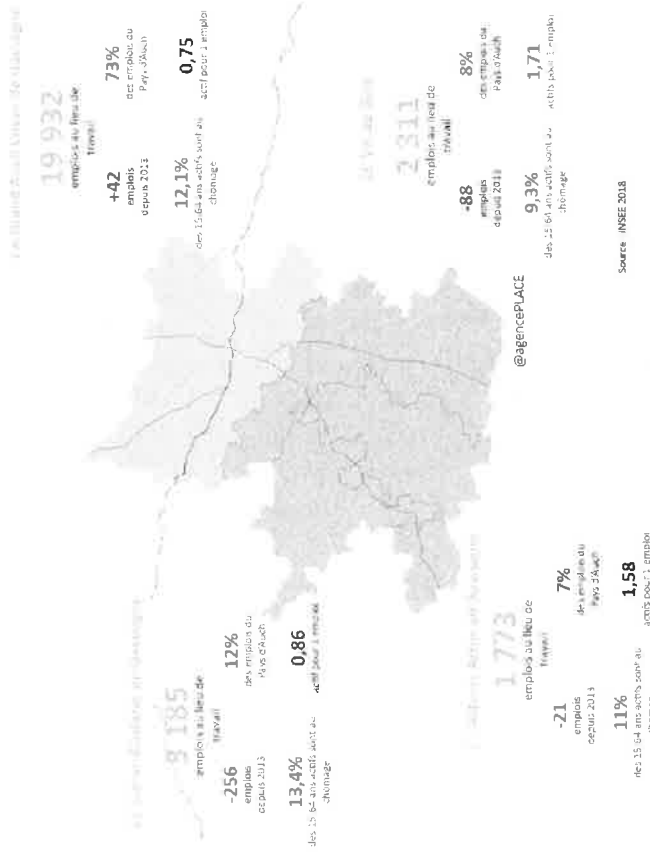 Grand Auch Cœur de Gascogne
3 185
emplois au lieu de
travail
-256
emplois
depuis 2013
12%
des emplois du
Pays d'Auch
13,4%
des 15-64 ans actifs sont au
chômage
0,86
actif pour 1 emploi
19 932
emplois au lieu de
travail
+42
emplois
depuis 2013
73%
des emplois du
Pays d'Auch
12,1%
des 15-64 ans actifs sont au
chômage
0,75
actif pour 1 emploi
1 773
emplois au lieu de
travail
-21
emplois
depuis 2013
7%
des emplois du
Pays d'Auch
11%
des 15-64 ans actifs sont au
chômage
1,58
actifs pour 1 emploi
2 311
emplois au lieu de
travail
-88
emplois
depuis 2013
8%
des emplois du
Pays d'Auch
9,3%
des 15-64 ans actifs sont au
chômage
1,71
actifs pour 1 emploi
@agencePLACE
Source : INSEE 2018